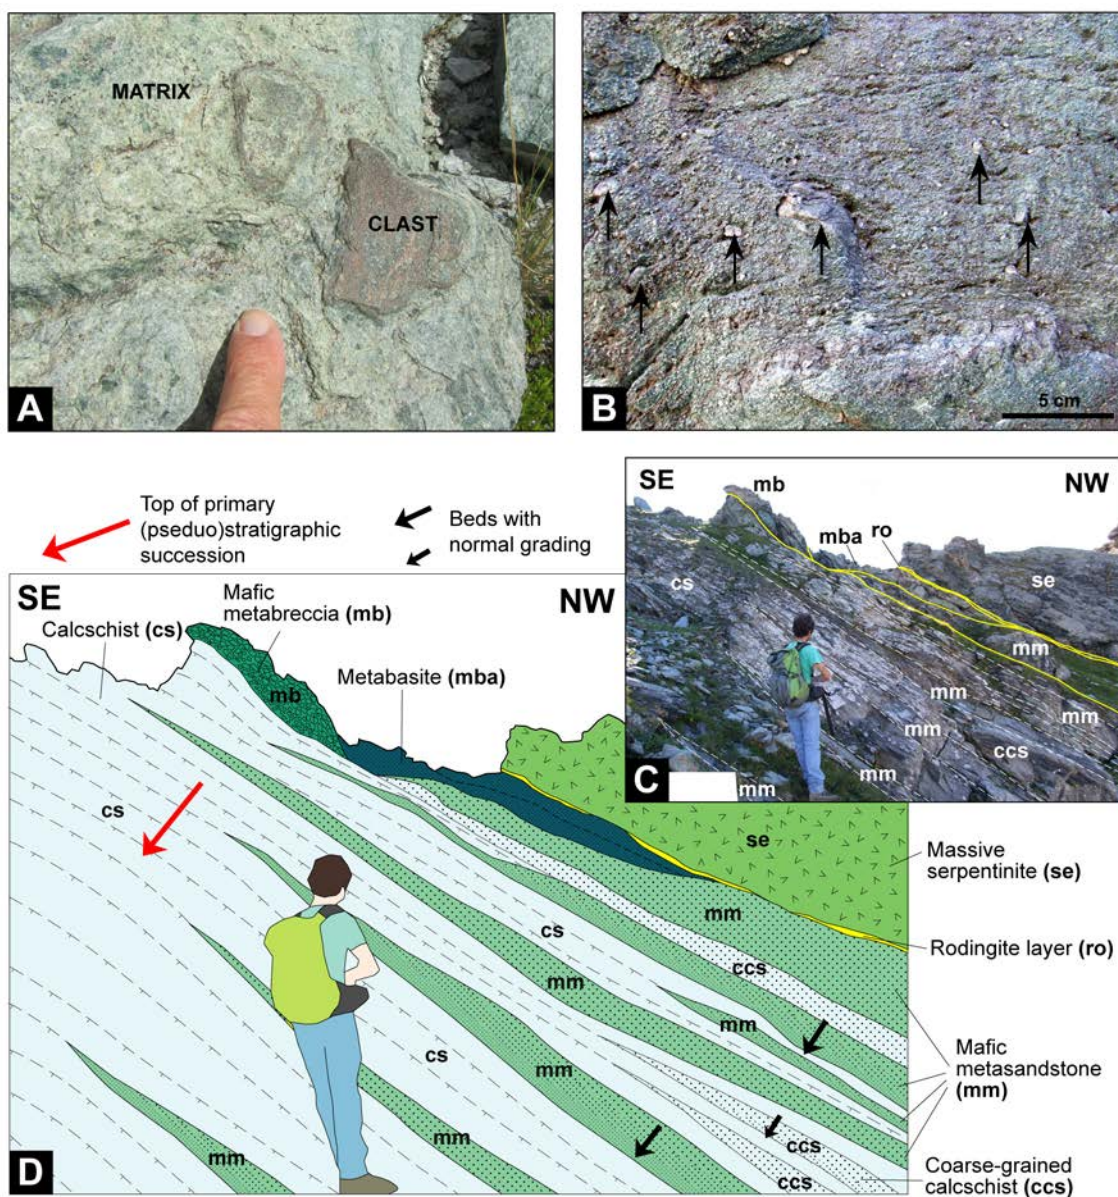 MATRIX
CLAST
A
B
5 cm
Top of primary
(pseduo)stratigraphic
succession
Beds with
normal grading
SE
NW
mb
mba
ro
cs
se
mm
mm
mm
mm
ccs
mm
mm
C
SE
NW
Mafic
metabreccia (mb)
Calcschist (cs)
Metabasite (mba)
mb
cs
se
mm
cs
ccs
mm
mm
cs
mm
ccs
mm
mm
ccs
D
Massive
serpentinite (se)
Rodingite layer (ro)
Mafic
metasandstone
(mm)
Coarse-grained
calcschist (ccs)